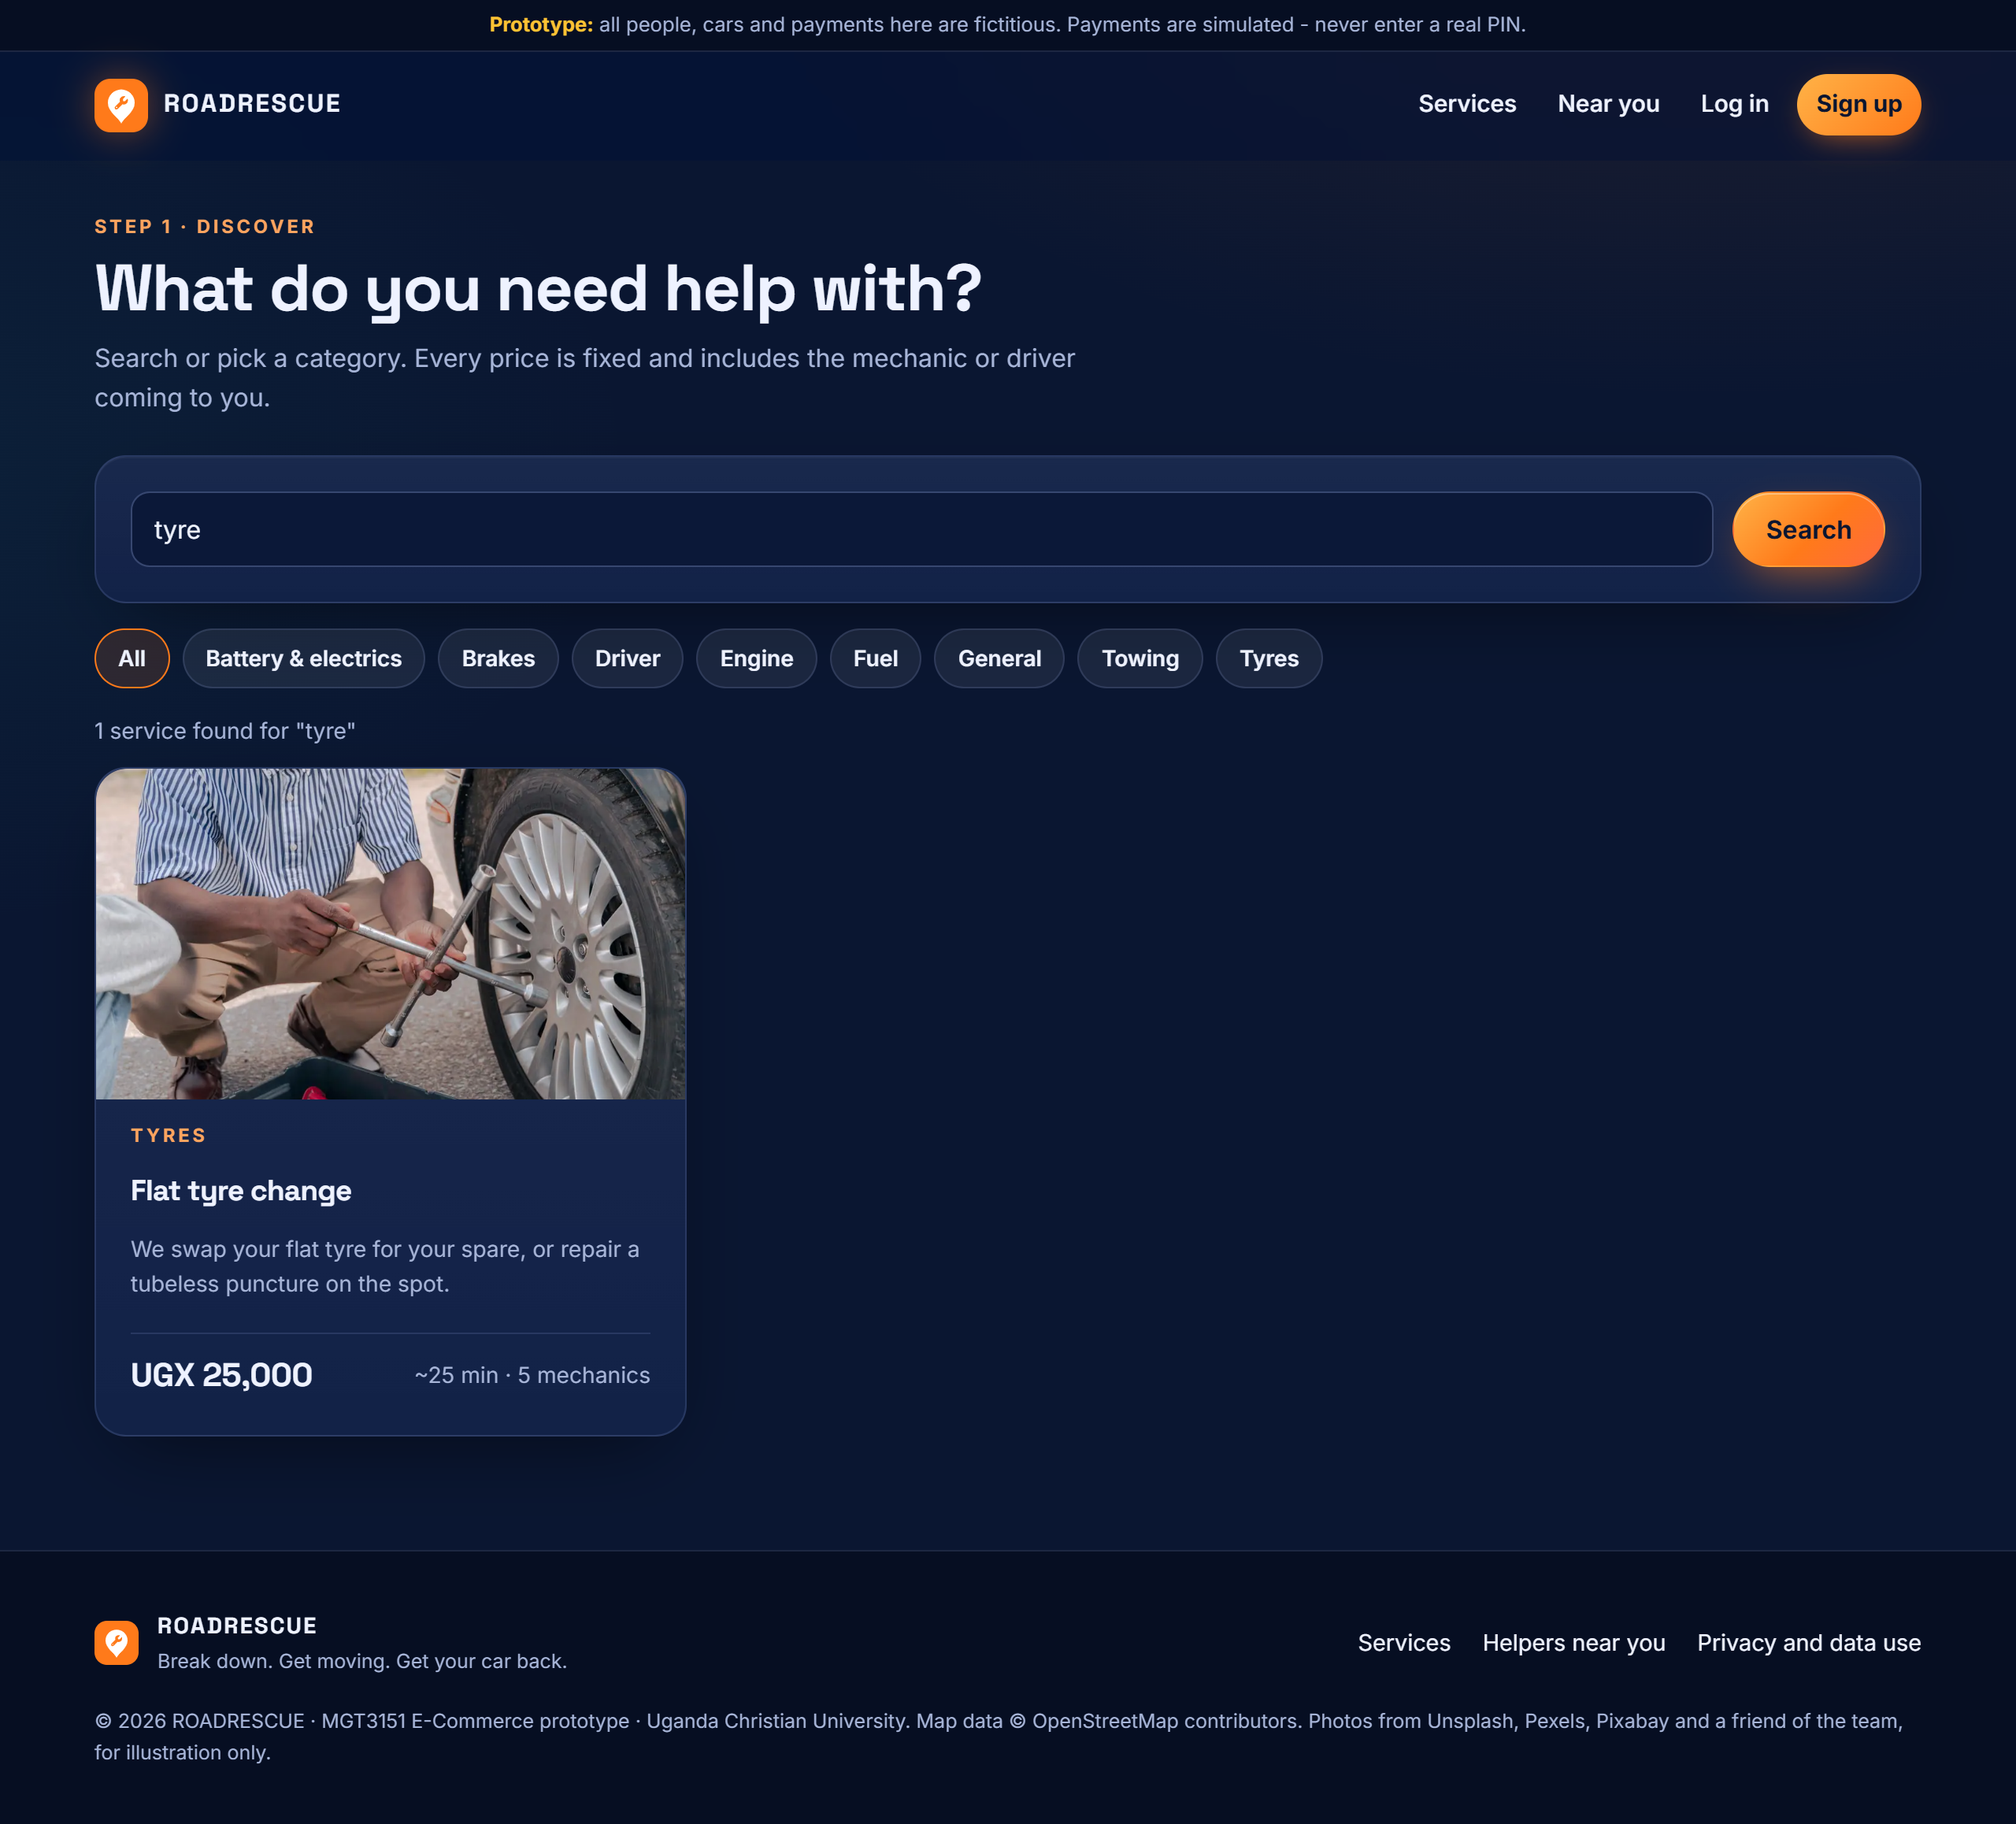 Prototype: all people, cars and payments here are fictitious. Payments are simulated - never enter a real PIN.
ROADRESCUE
Services
Near you
Log in
Sign up
STEP 1 · DISCOVER
What do you need help with?
Search or pick a category. Every price is fixed and includes the mechanic or driver
coming to you.
tyre
Search
All
Battery & electrics
Brakes
Driver
Engine
Fuel
General
Towing
Tyres
1 service found for "tyre"
TYRES
Flat tyre change
We swap your flat tyre for your spare, or repair a
tubeless puncture on the spot.
UGX 25,000
~25 min · 5 mechanics
ROADRESCUE
Break down. Get moving. Get your car back.
Services
Helpers near you
Privacy and data use
© 2026 ROADRESCUE · MGT3151 E-Commerce prototype · Uganda Christian University. Map data © OpenStreetMap contributors. Photos from Unsplash, Pexels, Pixabay and a friend of the team,
for illustration only.